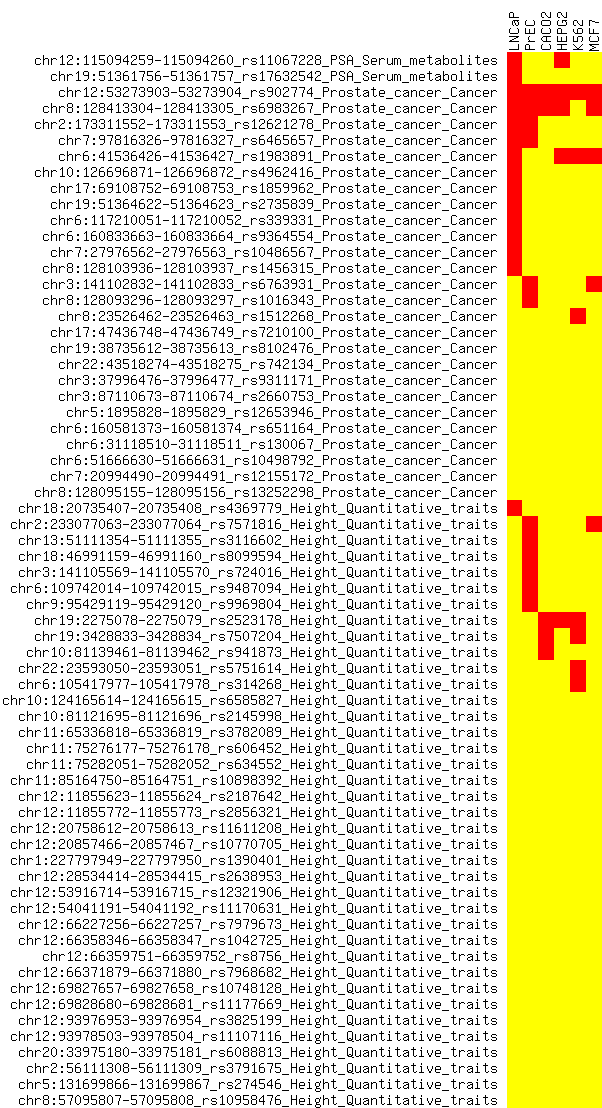 LNCaP
PrEC
CACO2
HEPG2
K562
MCF7
chr12:115094259-115094260_rs11067228_PSA_Serum_metabolites
chr19:51361756-51361757_rs17632542_PSA_Serum_metabolites
chr12:53273903-53273904_rs902774_Prostate_cancer_Cancer
chr8:128413304-128413305_rs6983267_Prostate_cancer_Cancer
chr2:173311552-173311553_rs12621278_Prostate_cancer_Cancer
chr7:97816326-97816327_rs6465657_Prostate_cancer_Cancer
chr6:41536426-41536427_rs1983891_Prostate_cancer_Cancer
chr10:126696871-126696872_rs4962416_Prostate_cancer_Cancer
chr17:69108752-69108753_rs1859962_Prostate_cancer_Cancer
chr19:51364622-51364623_rs2735839_Prostate_cancer_Cancer
chr6:117210051-117210052_rs339331_Prostate_cancer_Cancer
chr6:160833663-160833664_rs9364554_Prostate_cancer_Cancer
chr7:27976562-27976563_rs10486567_Prostate_cancer_Cancer
chr8:128103936-128103937_rs1456315_Prostate_cancer_Cancer
chr3:141102832-141102833_rs6763931_Prostate_cancer_Cancer
chr8:128093296-128093297_rs1016343_Prostate_cancer_Cancer
chr8:23526462-23526463_rs1512268_Prostate_cancer_Cancer
chr17:47436748-47436749_rs7210100_Prostate_cancer_Cancer
chr19:38735612-38735613_rs8102476_Prostate_cancer_Cancer
chr22:43518274-43518275_rs742134_Prostate_cancer_Cancer
chr3:37996476-37996477_rs9311171_Prostate_cancer_Cancer
chr3:87110673-87110674_rs2660753_Prostate_cancer_Cancer
chr5:1895828-1895829_rs12653946_Prostate_cancer_Cancer
chr6:160581373-160581374_rs651164_Prostate_cancer_Cancer
chr6:31118510-31118511_rs130067_Prostate_cancer_Cancer
chr6:51666630-51666631_rs10498792_Prostate_cancer_Cancer
chr7:20994490-20994491_rs12155172_Prostate_cancer_Cancer
chr8:128095155-128095156_rs13252298_Prostate_cancer_Cancer
chr18:20735407-20735408_rs4369779_Height_Quantitative_traits
chr2:233077063-233077064_rs7571816_Height_Quantitative_traits
chr13:51111354-51111355_rs3116602_Height_Quantitative_traits
chr18:46991159-46991160_rs8099594_Height_Quantitative_traits
chr3:141105569-141105570_rs724016_Height_Quantitative_traits
chr6:109742014-109742015_rs9487094_Height_Quantitative_traits
chr9:95429119-95429120_rs9969804_Height_Quantitative_traits
chr19:2275078-2275079_rs2523178_Height_Quantitative_traits
chr19:3428833-3428834_rs7507204_Height_Quantitative_traits
chr10:81139461-81139462_rs941873_Height_Quantitative_traits
chr22:23593050-23593051_rs5751614_Height_Quantitative_traits
chr6:105417977-105417978_rs314268_Height_Quantitative_traits
chr10:124165614-124165615_rs6585827_Height_Quantitative_traits
chr10:81121695-81121696_rs2145998_Height_Quantitative_traits
chr11:65336818-65336819_rs3782089_Height_Quantitative_traits
chr11:75276177-75276178_rs606452_Height_Quantitative_traits
chr11:75282051-75282052_rs634552_Height_Quantitative_traits
chr11:85164750-85164751_rs10898392_Height_Quantitative_traits
chr12:11855623-11855624_rs2187642_Height_Quantitative_traits
chr12:11855772-11855773_rs2856321_Height_Quantitative_traits
chr12:20758612-20758613_rs11611208_Height_Quantitative_traits
chr12:20857466-20857467_rs10770705_Height_Quantitative_traits
chr1:227797949-227797950_rs1390401_Height_Quantitative_traits
chr12:28534414-28534415_rs2638953_Height_Quantitative_traits
chr12:53916714-53916715_rs12321906_Height_Quantitative_traits
chr12:54041191-54041192_rs11170631_Height_Quantitative_traits
chr12:66227256-66227257_rs7979673_Height_Quantitative_traits
chr12:66358346-66358347_rs1042725_Height_Quantitative_traits
chr12:66359751-66359752_rs8756_Height_Quantitative_traits
chr12:66371879-66371880_rs7968682_Height_Quantitative_traits
chr12:69827657-69827658_rs10748128_Height_Quantitative_traits
chr12:69828680-69828681_rs11177669_Height_Quantitative_traits
chr12:93976953-93976954_rs3825199_Height_Quantitative_traits
chr12:93978503-93978504_rs11107116_Height_Quantitative_traits
chr20:33975180-33975181_rs6088813_Height_Quantitative_traits
chr2:56111308-56111309_rs3791675_Height_Quantitative_traits
chr5:131699866-131699867_rs274546_Height_Quantitative_traits
chr8:57095807-57095808_rs10958476_Height_Quantitative_traits